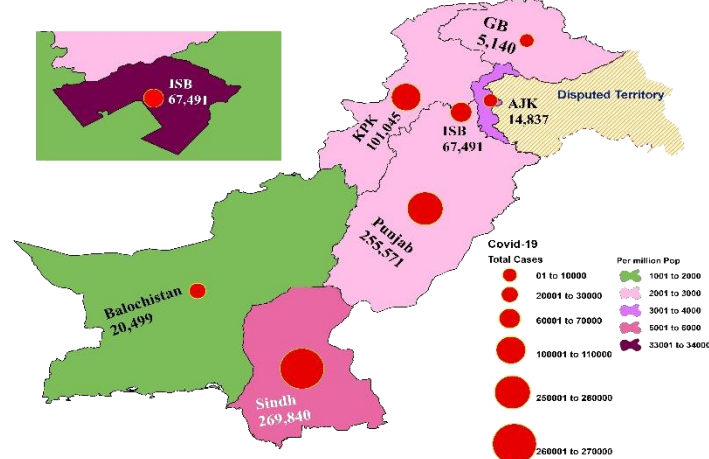 GB
5,140
ISB
67,491
Disputed Territory
AJK
14,837
KPK
101,045
ISB
67,491
Punjab
255,571
Balochistan
20,499
Sindh
269,840
Covid-19
Total Cases
01 to 10000
20001 to 30000
60001 to 70000
100001 to 110000
250001 to 260000
260001 to 270000
Per million Pop
1001 to 2000
2001 to 3000
3001 to 4000
5001 to 6000
33001 to 34000